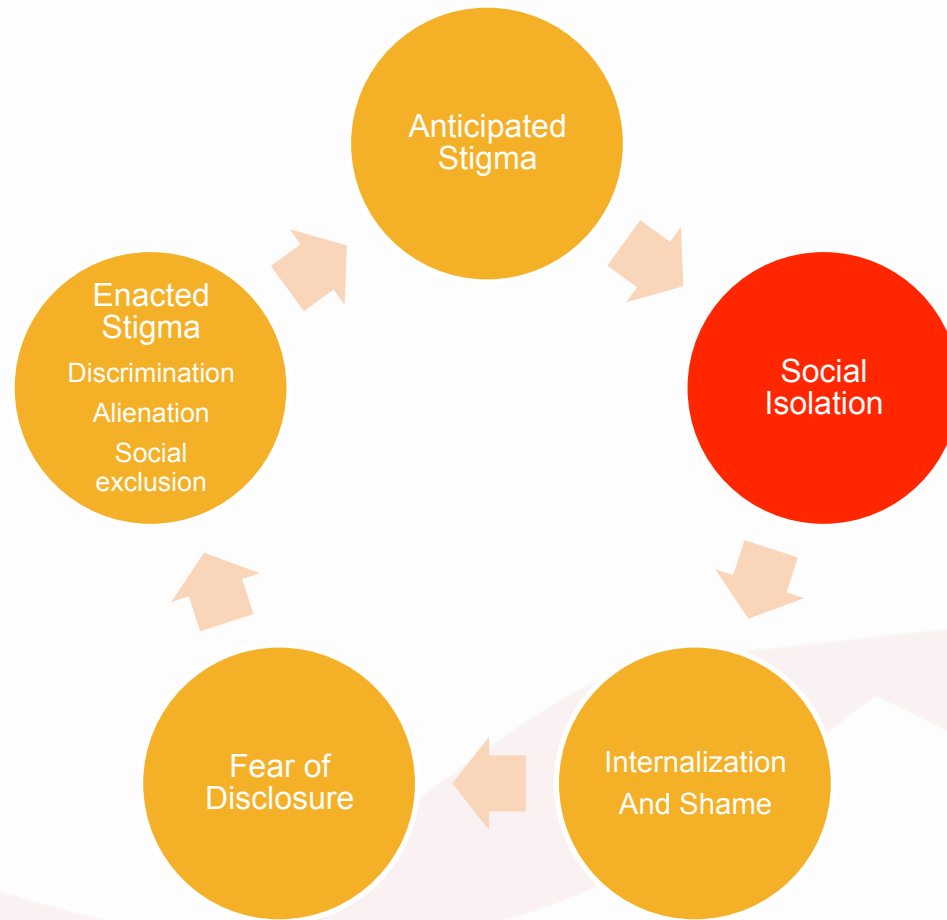 Anticipated
Stigma
Social
Isolation
Internalization
And Shame
Fear of
Disclosure
Enacted
Stigma
Discrimination
Alienation
Social
exclusion